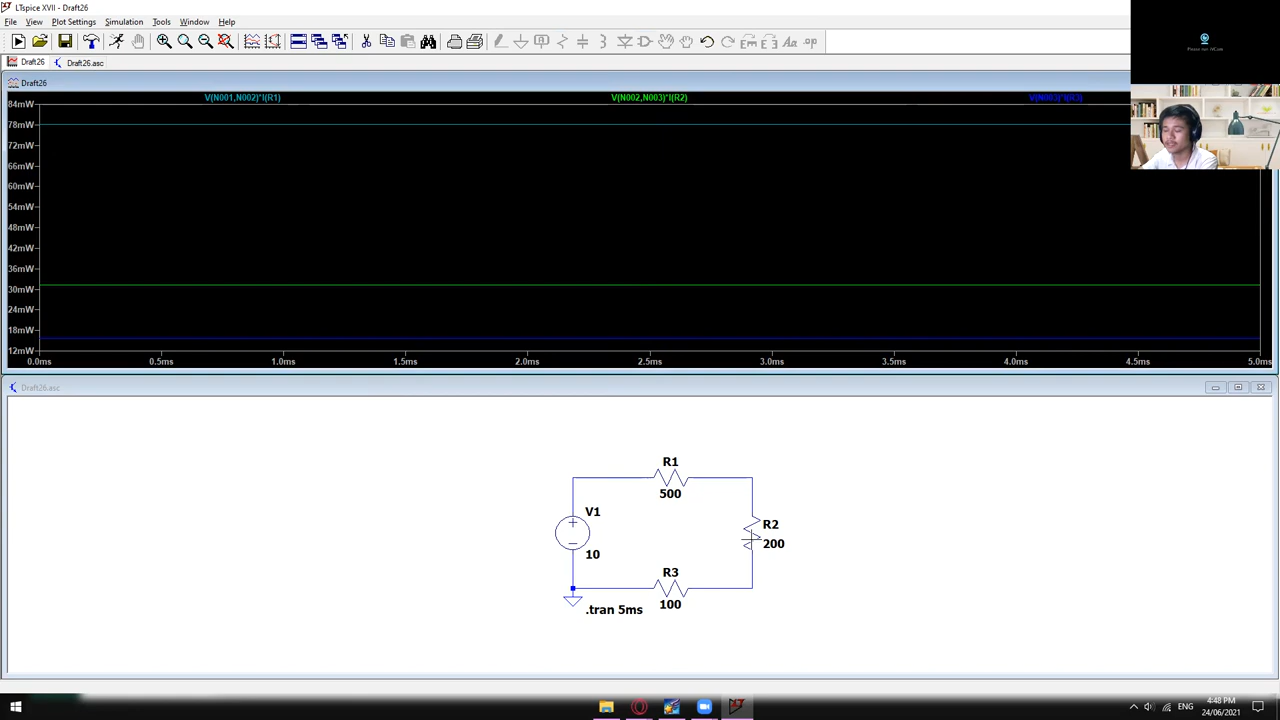 LTspice XVII - Draft26
File View Plot Settings Simulation Tools Window Help
Draft26 Draft26.asc
Draft26
V(N001,N002)*I(R1) V(N002,N003)*I(R2) V(N003)*I(R3)
84mW
78mW
72mW
66mW
60mW
54mW
48mW
42mW
36mW
30mW
24mW
18mW
12mW
0.0ms 0.5ms 1.0ms 1.5ms 2.0ms 2.5ms 3.0ms 3.5ms 4.0ms 4.5ms 5.0ms
Draft26.asc
R1
500
V1
10
R2
200
R3
100
.tran 5ms
ENG
4:48 PM
24/06/2021